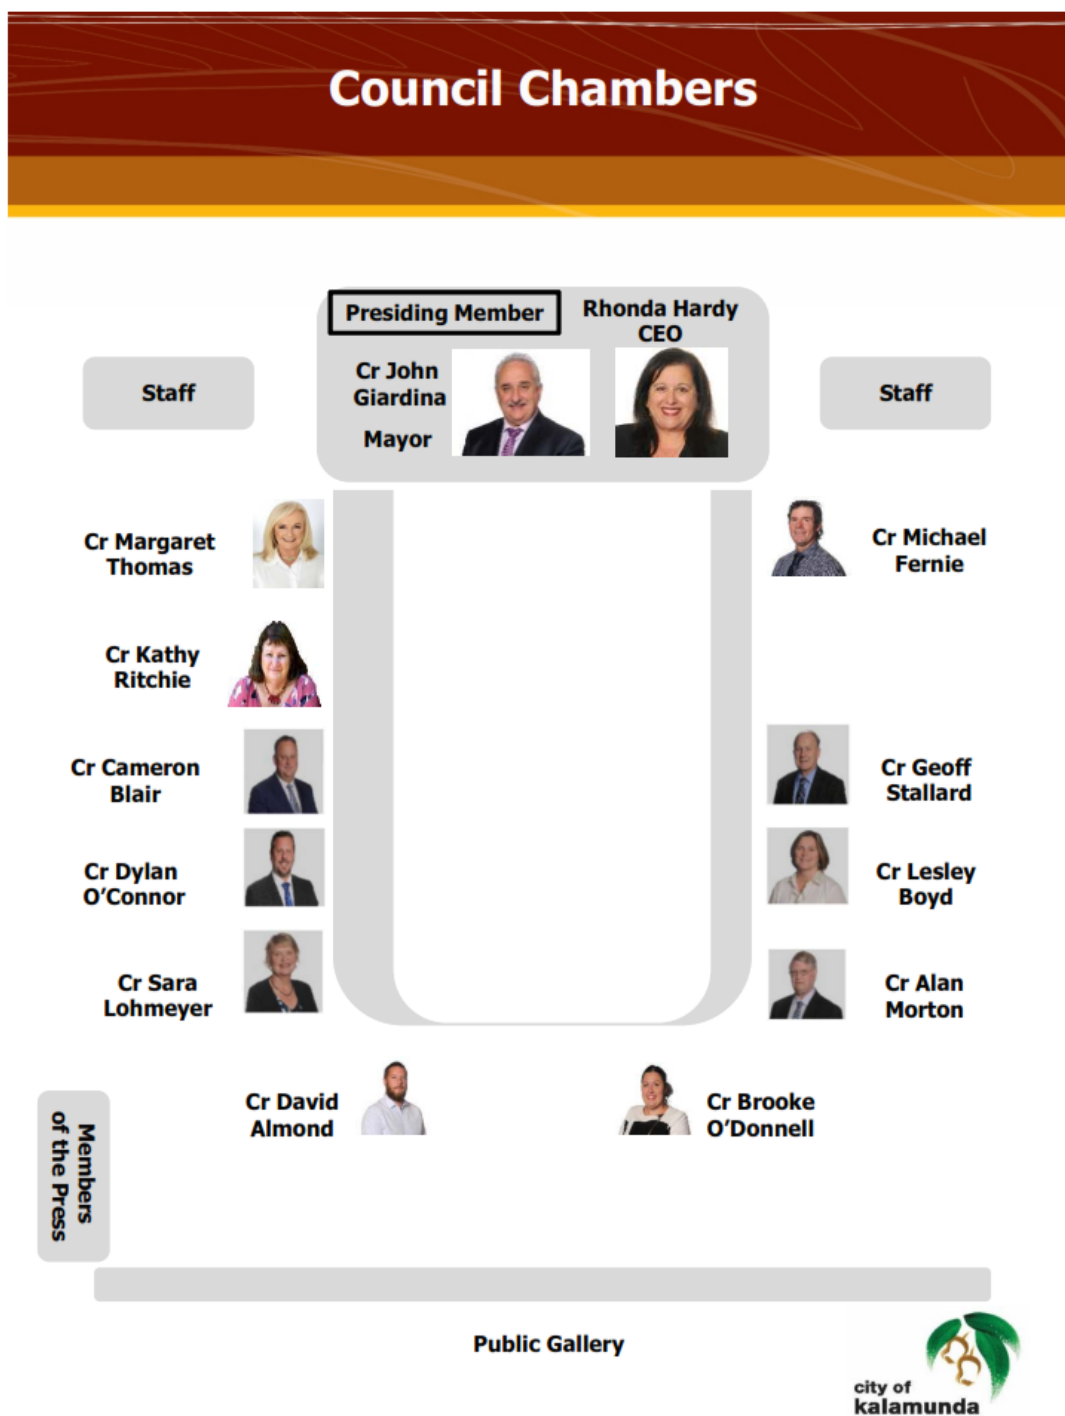 Council Chambers
Presiding Member
Rhonda Hardy
CEO
Cr John
Giardina
Mayor
Staff
Staff
Cr Margaret
Thomas
Cr Michael
Fernie
Cr Kathy
Ritchie
Cr Cameron
Blair
Cr Geoff
Stallard
Cr Dylan
O'Connor
Cr Lesley
Boyd
Cr Sara
Lohmeyer
Cr Alan
Morton
Cr David
Almond
Cr Brooke
O'Donnell
Members
of the Press
Public Gallery
city of
kalamunda